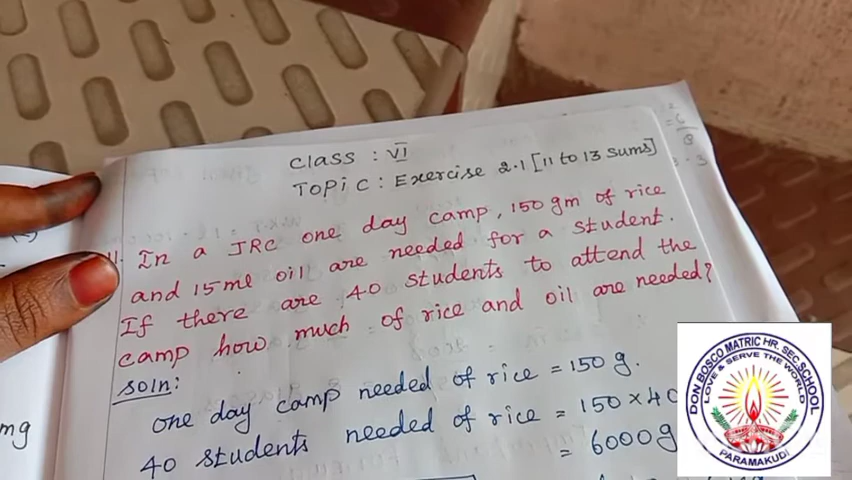 Class : VI
TOPIC : Exercise 2.1 [11 to 13 sums]
11. In a JRC one day camp, 150 gm of rice
and 15 ml oil are needed for a student.
If there are 40 students to attend the
camp how much of rice and oil are needed?
Soln:
one day camp needed of rice = 150 g.
40 students needed of rice = 150 × 40
= 6000 g
mg
DON BOSCO MATRIC HR. SEC SCHOOL
LOVE & SERVE THE WORLD
PARAMAKUDI